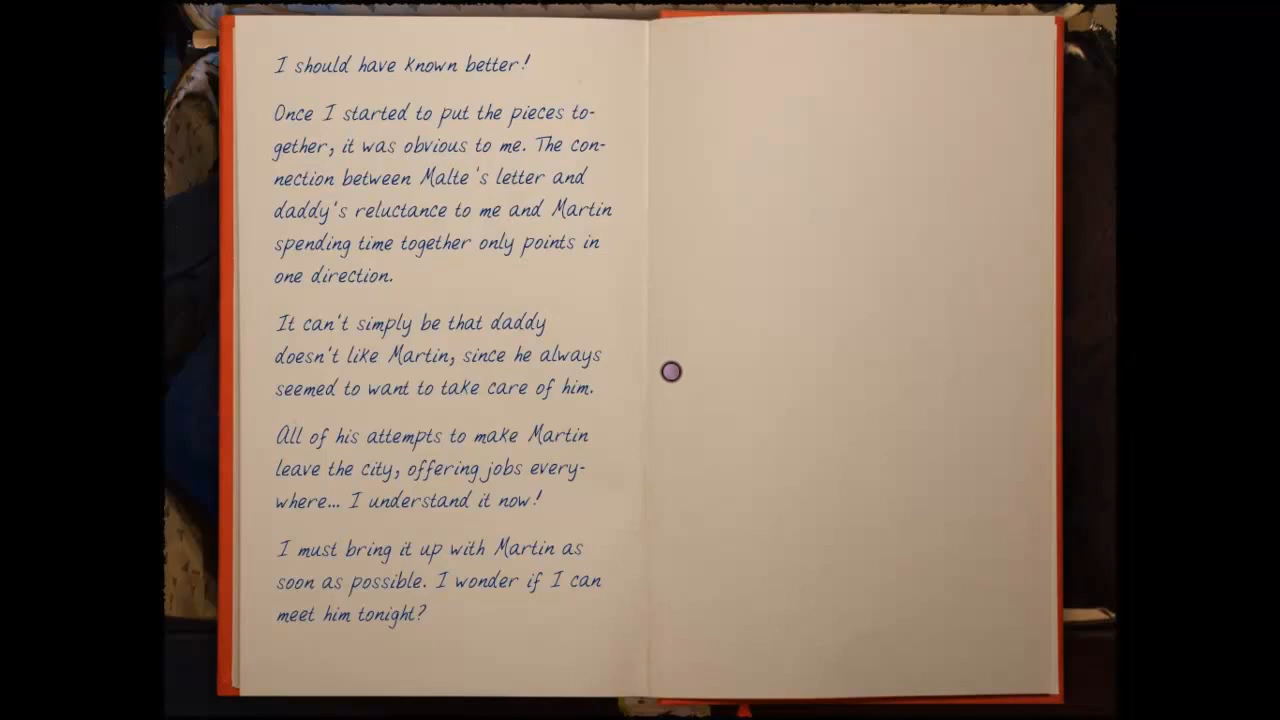 I should have known better!
Once I started to put the pieces to-
gether, it was obvious to me. The con-
nection between Malte's letter and
daddy's reluctance to me and Martin
spending time together only points in
one direction.
It can't simply be that daddy
doesn't like Martin, since he always
seemed to want to take care of him.
All of his attempts to make Martin
leave the city, offering jobs every-
where... I understand it now!
I must bring it up with Martin as
soon as possible. I wonder if I can
meet him tonight?